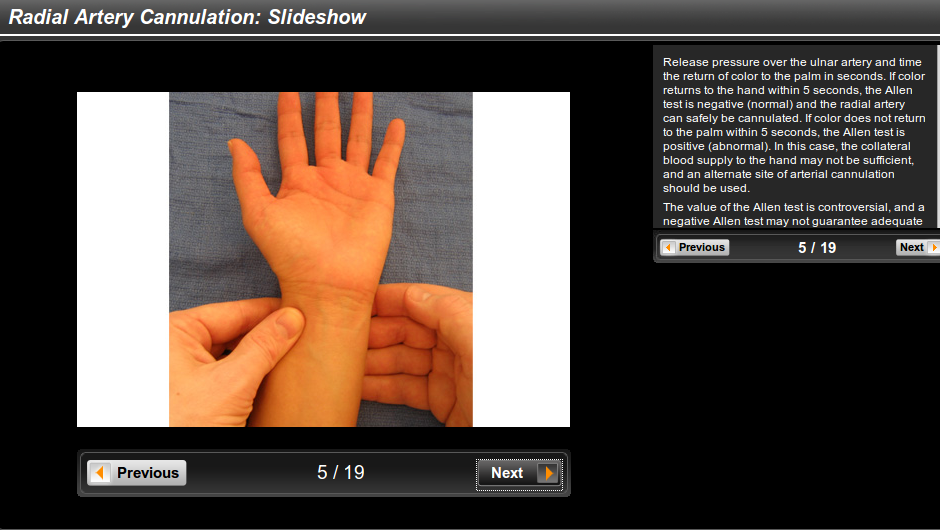 Radial Artery Cannulation: Slideshow
Release pressure over the ulnar artery and time
the return of color to the palm in seconds. If color
returns to the hand within 5 seconds, the Allen
test is negative (normal) and the radial artery
can safely be cannulated. If color does not return
to the palm within 5 seconds, the Allen test is
positive (abnormal). In this case, the collateral
blood supply to the hand may not be sufficient,
and an alternate site of arterial cannulation
should be used.
The value of the Allen test is controversial, and a
negative Allen test may not guarantee adequate
Previous 5 / 19 Next
Previous 5 / 19 Next